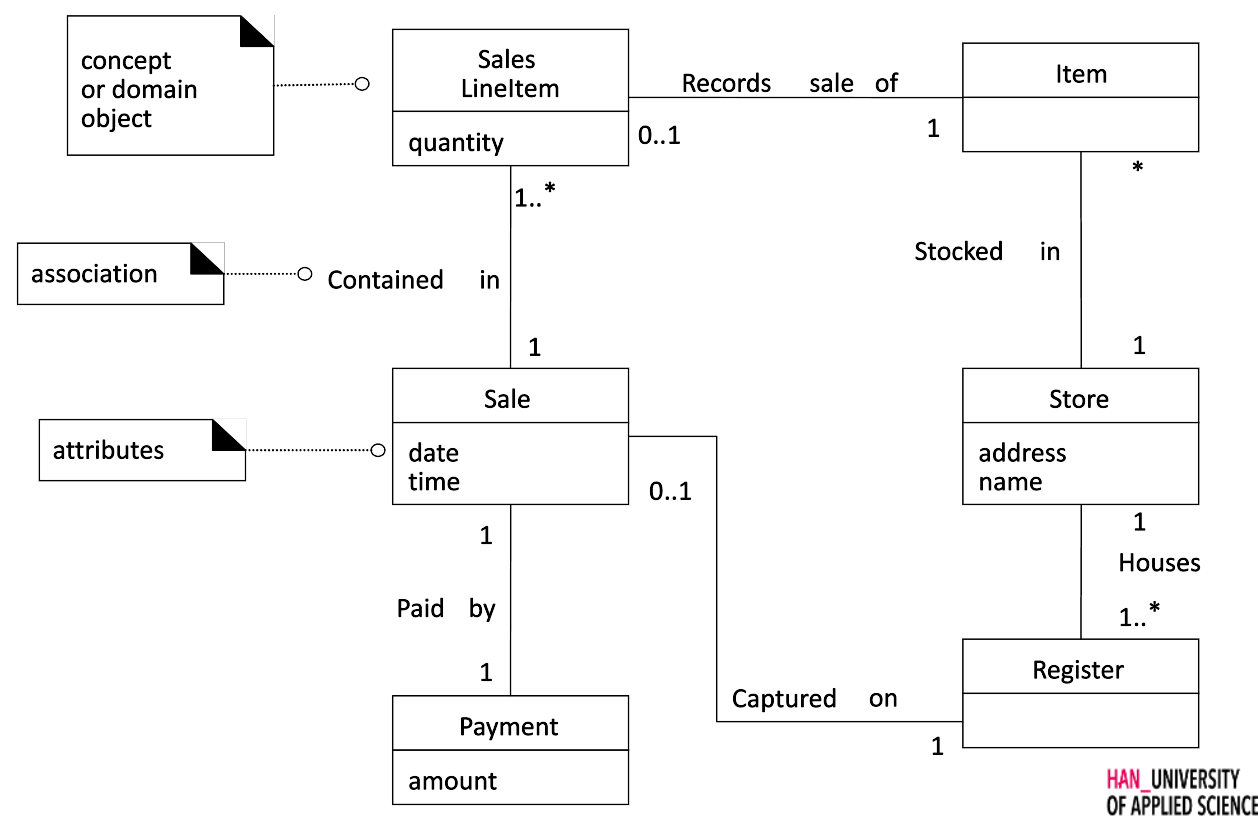 concept
or domain
object
Sales
LineItem
quantity
Records sale of
0..1
1
Item
*
1..*
association
Contained in
Stocked in
1
1
attributes
Sale
date
time
0..1
Store
address
name
1
1
Houses
Paid by
1..*
1
Payment
amount
Captured on
1
Register
HAN_UNIVERSITY
OF APPLIED SCIENCE